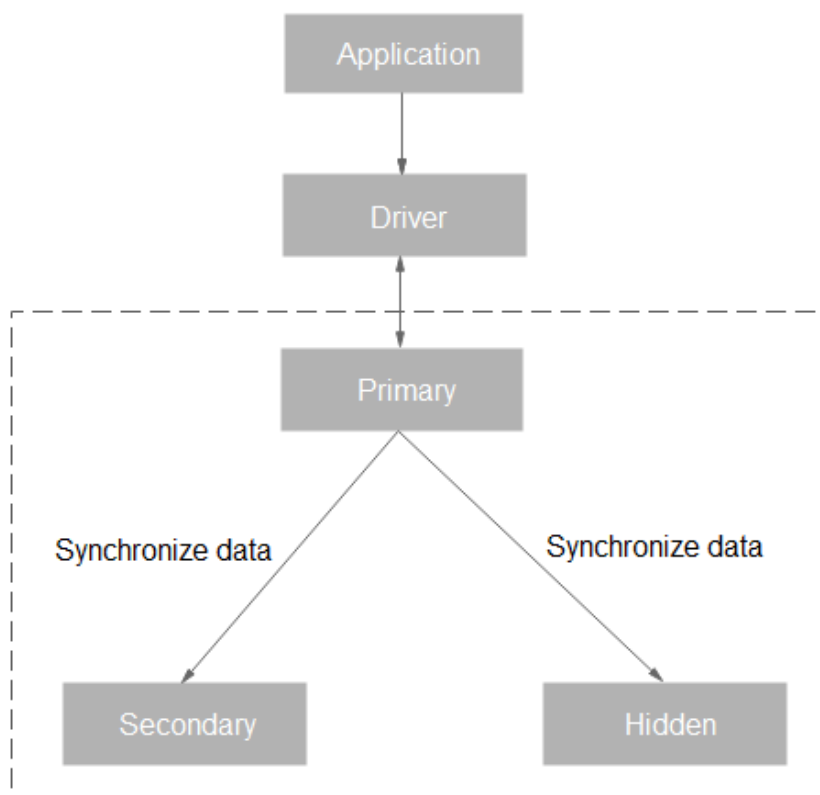 Application
Driver
Primary
Synchronize data
Synchronize data
Secondary
Hidden